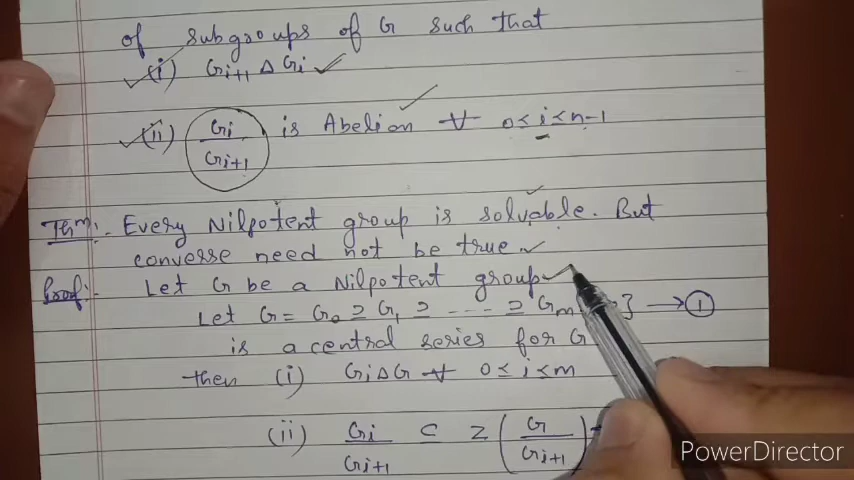 of subgroups of G such that
(i) Gi+1 Δ Gi
(ii) Gi/Gi+1 is Abelian ∀ 0≤i≤n-1
Thm:- Every Nilpotent group is solvable. But
converse need not be true.
Proof:- Let G be a Nilpotent group
Let G = G0 ⊇ G1 ⊇ ---- ⊇ Gm } → ①
is a central series for G
then (i) Gi Δ G ∀ 0≤i≤m
(ii) Gi/Gi+1 ⊂ Z(G/Gi+1)
PowerDirector